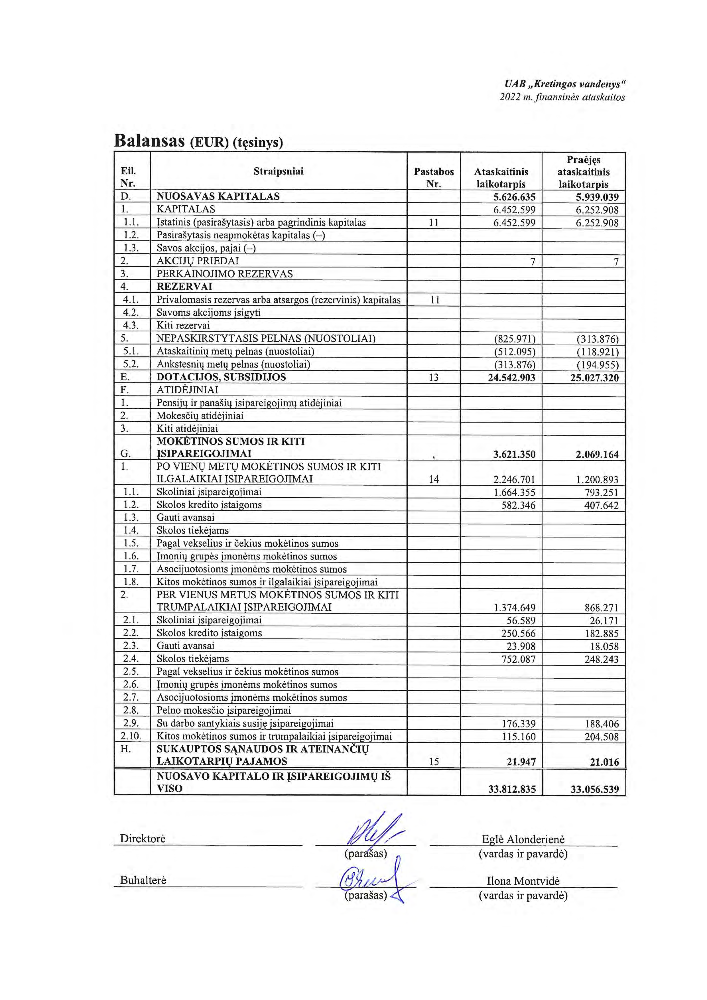 UAB „Kretingos vandenys“
2022 m. finansinės ataskaitos
Balansas (EUR) (tęsinys)
Eil. Nr. Straipsniai Pastabos Nr. Ataskaitinis laikotarpis Praėjęs ataskaitinis laikotarpis
D. NUOSAVAS KAPITALAS 5.626.635 5.939.039
1. KAPITALAS 6.452.599 6.252.908
1.1. Įstatinis (pasirašytasis) arba pagrindinis kapitalas 11 6.452.599 6.252.908
1.2. Pasirašytasis neapmokėtas kapitalas (–)
1.3. Savos akcijos, pajai (–)
2. AKCIJŲ PRIEDAI 7 7
3. PERKAINOJIMO REZERVAS
4. REZERVAI
4.1. Privalomasis rezervas arba atsargos (rezervinis) kapitalas 11
4.2. Savoms akcijoms įsigyti
4.3. Kiti rezervai
5. NEPASKIRSTYTASIS PELNAS (NUOSTOLIAI) (825.971) (313.876)
5.1. Ataskaitinių metų pelnas (nuostoliai) (512.095) (118.921)
5.2. Ankstesnių metų pelnas (nuostoliai) (313.876) (194.955)
E. DOTACIJOS, SUBSIDIJOS 13 24.542.903 25.027.320
F. ATIDĖJINIAI
1. Pensijų ir panašių įsipareigojimų atidėjiniai
2. Mokesčių atidėjiniai
3. Kiti atidėjiniai
MOKĖTINOS SUMOS IR KITI
G. ĮSIPAREIGOJIMAI , 3.621.350 2.069.164
1. PO VIENŲ METŲ MOKĖTINOS SUMOS IR KITI
ILGALAIKIAI ĮSIPAREIGOJIMAI 14 2.246.701 1.200.893
1.1. Skoliniai įsipareigojimai 1.664.355 793.251
1.2. Skolos kredito įstaigoms 582.346 407.642
1.3. Gauti avansai
1.4. Skolos tiekėjams
1.5. Pagal vekselius ir čekius mokėtinos sumos
1.6. Įmonių grupės įmonėms mokėtinos sumos
1.7. Asocijuotosioms įmonėms mokėtinos sumos
1.8. Kitos mokėtinos sumos ir ilgalaikiai įsipareigojimai
2. PER VIENUS METUS MOKĖTINOS SUMOS IR KITI
TRUMPALAIKIAI ĮSIPAREIGOJIMAI 1.374.649 868.271
2.1. Skoliniai įsipareigojimai 56.589 26.171
2.2. Skolos kredito įstaigoms 250.566 182.885
2.3. Gauti avansai 23.908 18.058
2.4. Skolos tiekėjams 752.087 248.243
2.5. Pagal vekselius ir čekius mokėtinos sumos
2.6. Įmonių grupės įmonėms mokėtinos sumos
2.7. Asocijuotosioms įmonėms mokėtinos sumos
2.8. Pelno mokesčio įsipareigojimai
2.9. Su darbo santykiais susiję įsipareigojimai 176.339 188.406
2.10. Kitos mokėtinos sumos ir trumpalaikiai įsipareigojimai 115.160 204.508
H. SUKAUPTOS SĄNAUDOS IR ATEINANČIŲ
LAIKOTARPIŲ PAJAMOS 15 21.947 21.016
NUOSAVO KAPITALO IR ĮSIPAREIGOJIMŲ IŠ
VISO 33.812.835 33.056.539
Direktorė Eglė Alonderienė
(parašas) (vardas ir pavardė)
Buhalterė Ilona Montvidė
(parašas) (vardas ir pavardė)